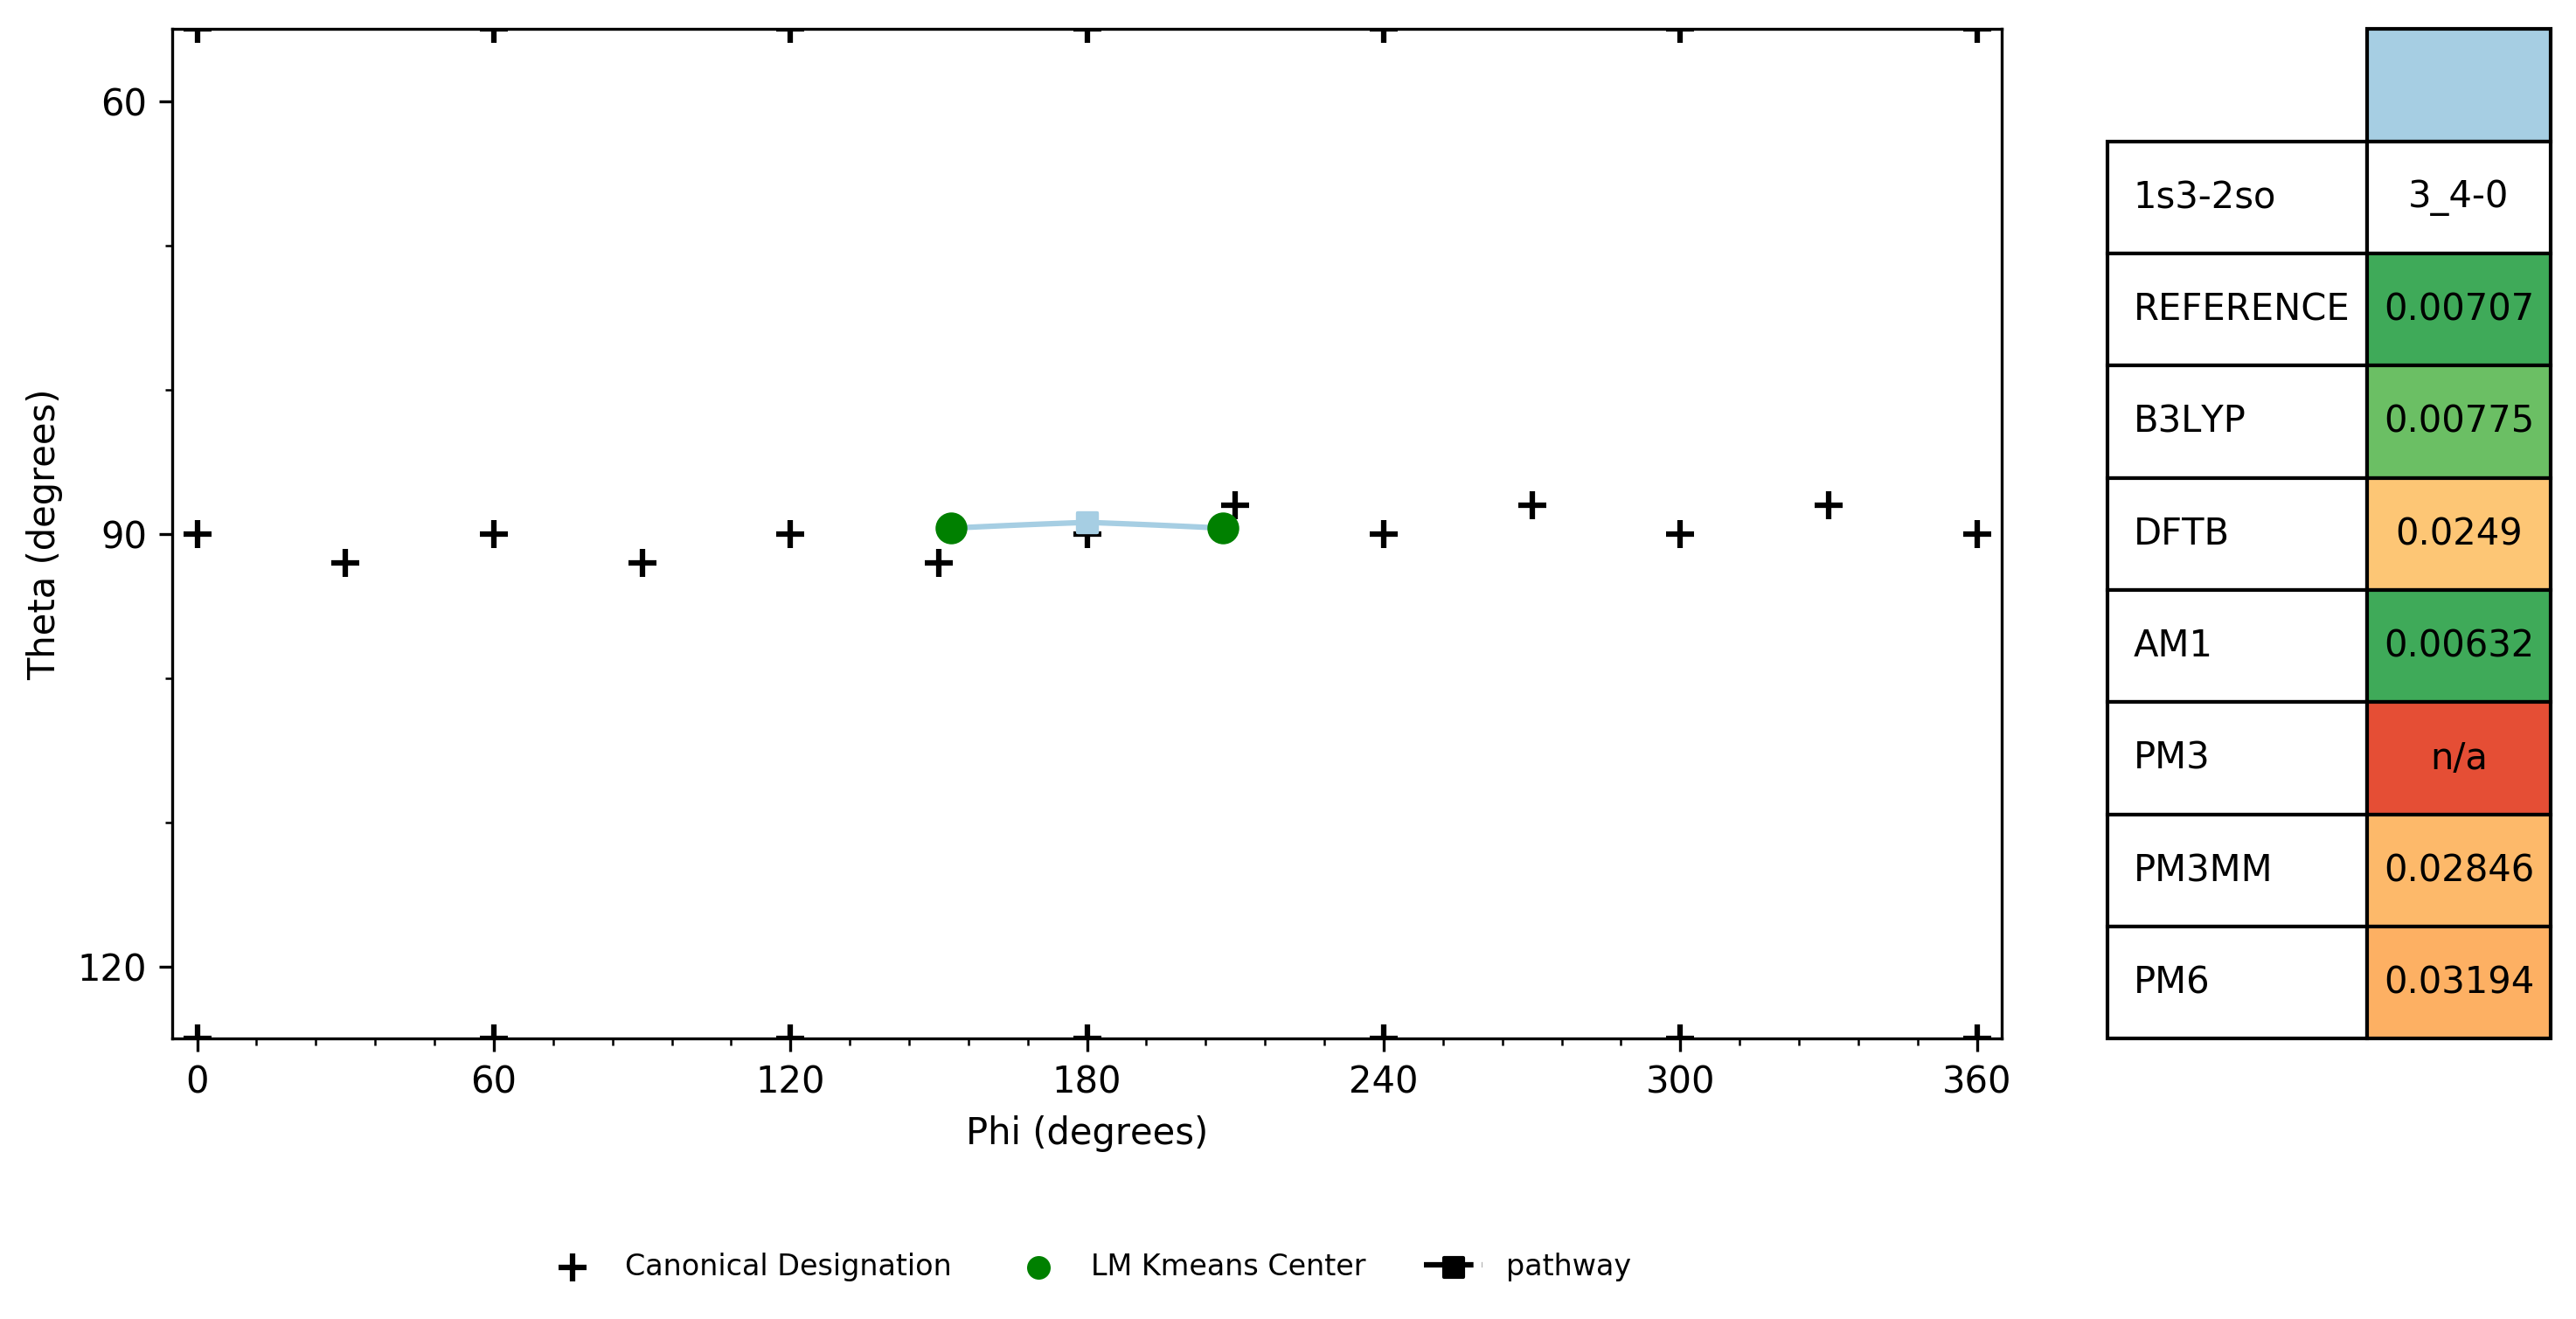 Theta (degrees)
60
90
120
0 60 120 180 240 300 360
Phi (degrees)
Canonical Designation LM Kmeans Center pathway
1s3-2so 3_4-0
REFERENCE 0.00707
B3LYP 0.00775
DFTB 0.0249
AM1 0.00632
PM3 n/a
PM3MM 0.02846
PM6 0.03194